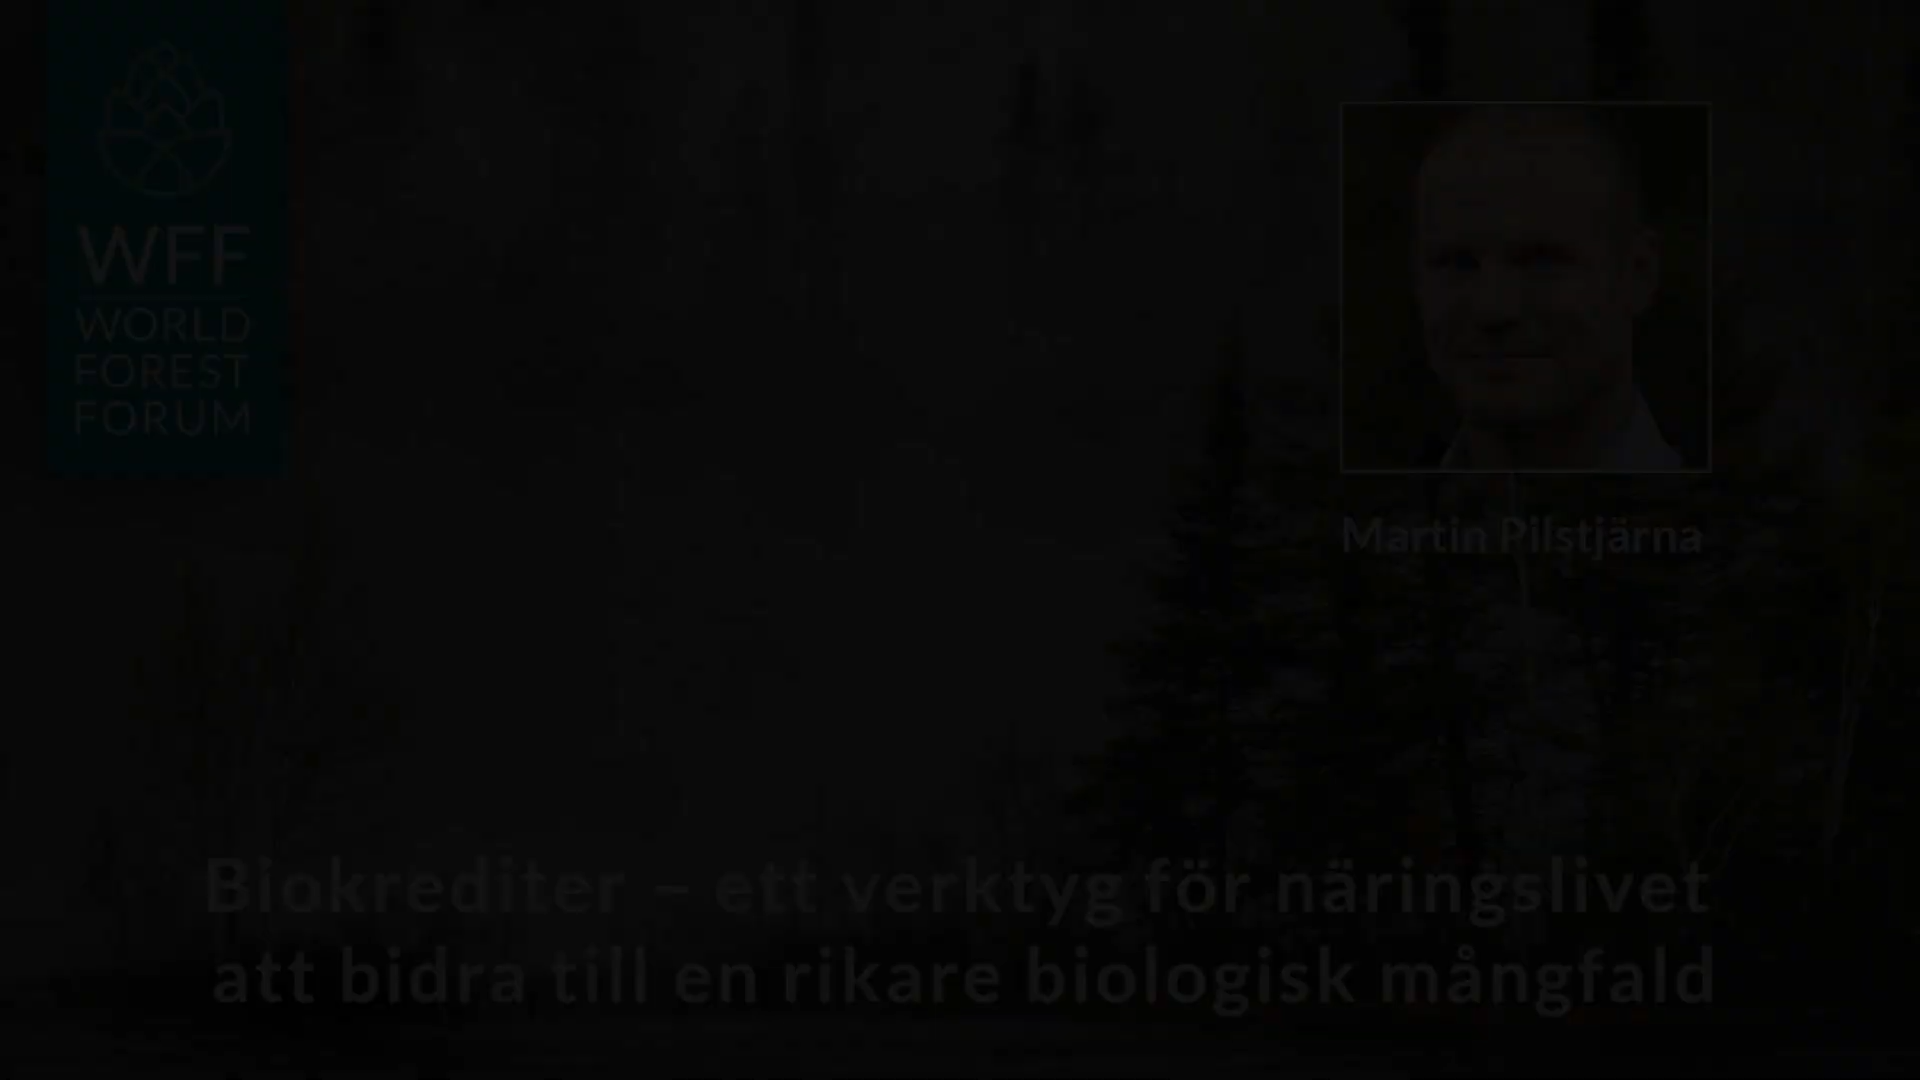 WFF
WORLD
FOREST
FORUM
Martin Pilstjärna
Biokrediter – ett verktyg för näringslivet
att bidra till en rikare biologisk mångfald